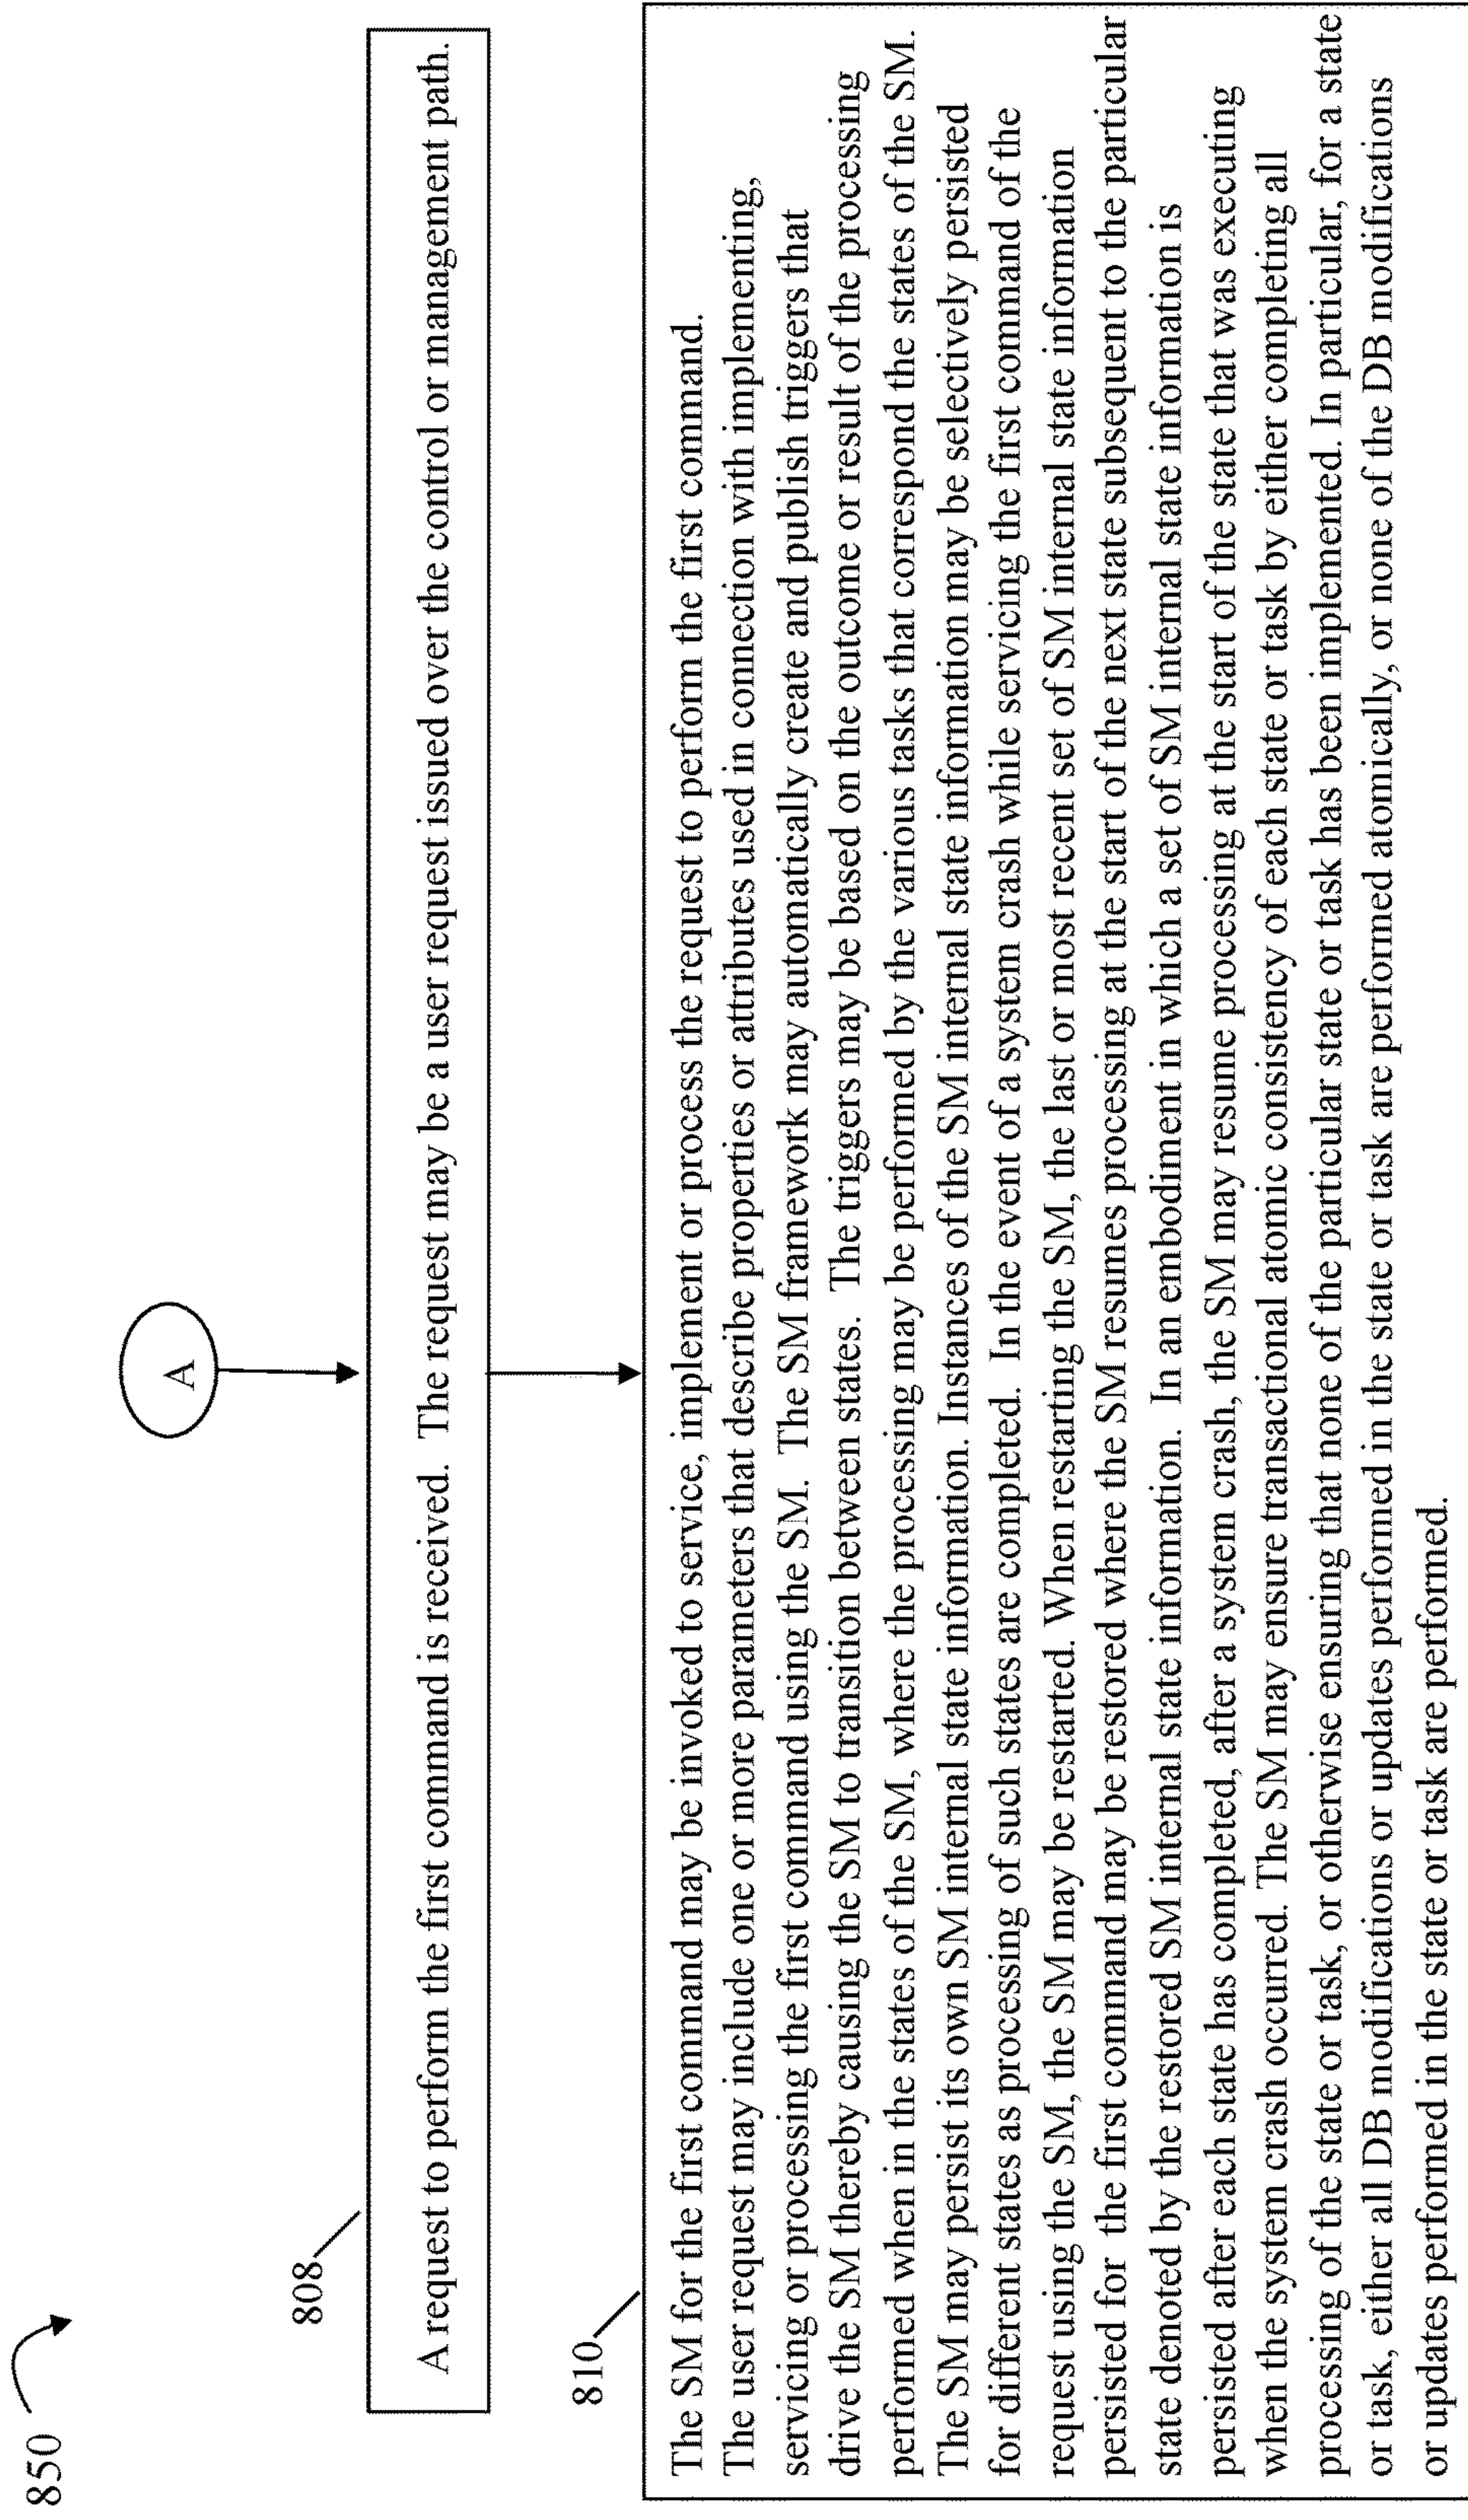 850
A
808
A request to perform the first command is received.  The request may be a user request issued over the control or management path.
810
The SM for the first command may be invoked to service, implement or process the request to perform the first command.
The user request may include one or more parameters that describe properties or attributes used in connection with implementing,
servicing or processing the first command using the SM.  The SM framework may automatically create and publish triggers that
drive the SM thereby causing the SM to transition between states.  The triggers may be based on the outcome or result of the processing
performed when in the states of the SM, where the processing may be performed by the various tasks that correspond the states of the SM.
The SM may persist its own SM internal state information. Instances of the SM internal state information may be selectively persisted
for different states as processing of such states are completed.  In the event of a system crash while servicing the first command of the
request using the SM, the SM may be restarted. When restarting the SM, the last or most recent set of SM internal state information
persisted for  the first command may be restored where the SM resumes processing at the start of the next state subsequent to the particular
state denoted by the restored SM internal state information.  In an embodiment in which a set of SM internal state information is
persisted after each state has completed, after a system crash, the SM may resume processing at the start of the state that was executing
when the system crash occurred. The SM may ensure transactional atomic consistency of each state or task by either completing all
processing of the state or task, or otherwise ensuring that none of the particular state or task has been implemented. In particular, for a state
or task, either all DB modifications or updates performed in the state or task are performed atomically, or none of the DB modifications
or updates performed in the state or task are performed.